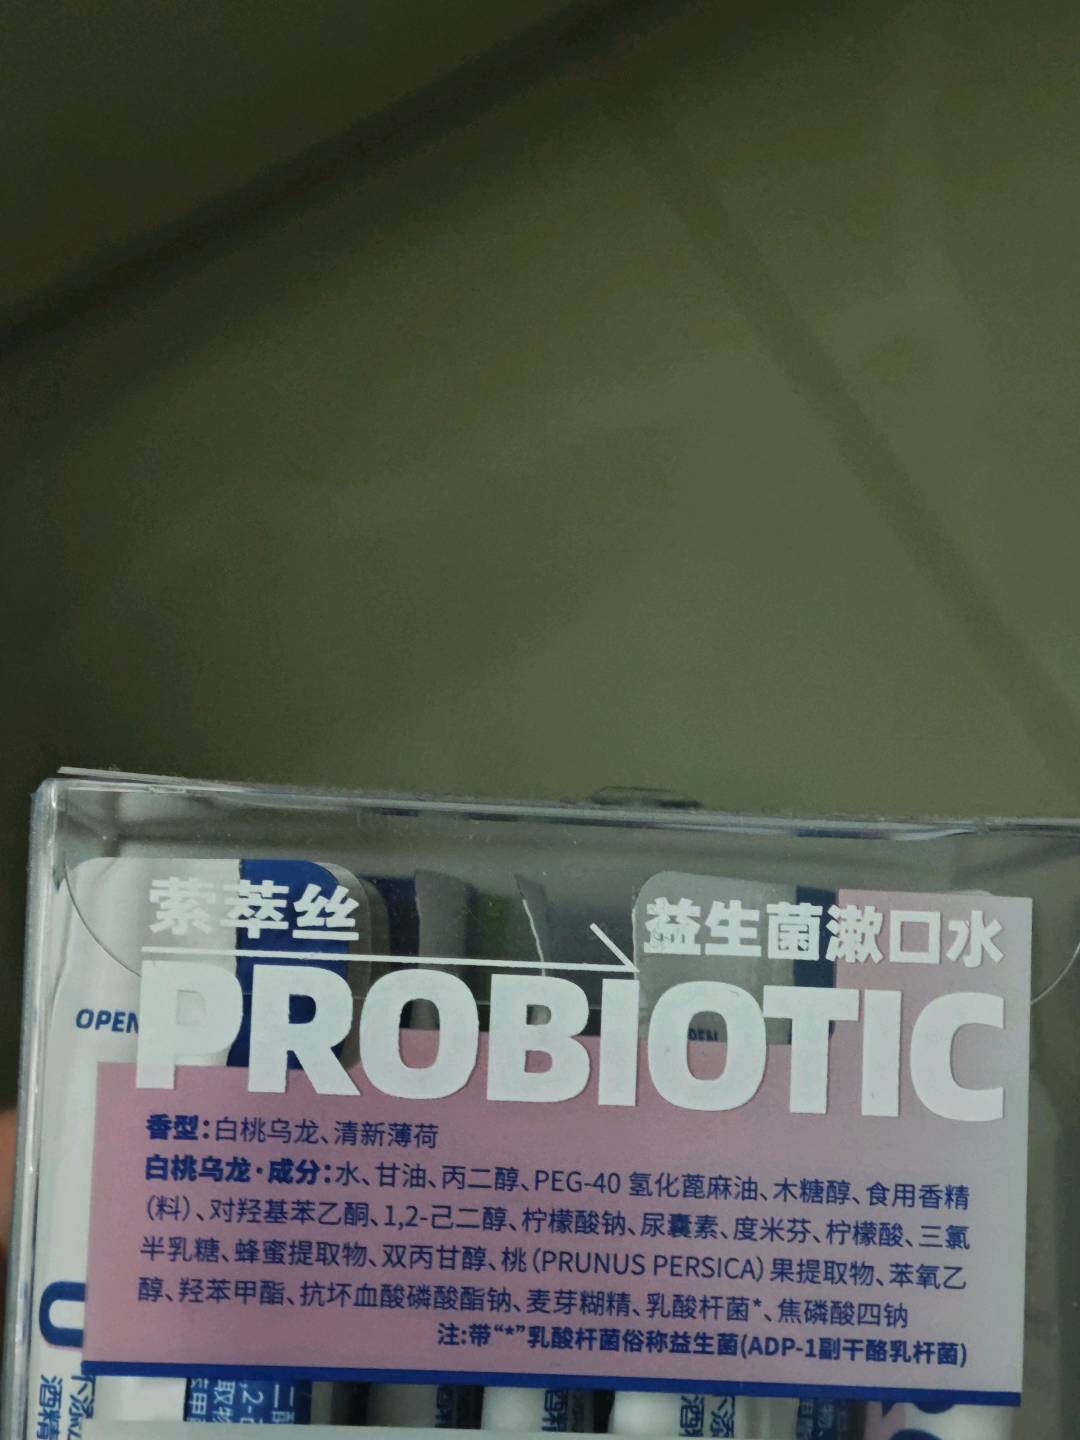 萦萃丝
益生菌漱口水
PROBIOTIC
OPEN
香型:白桃乌龙、清新薄荷
白桃乌龙·成分:水、甘油、丙二醇、PEG-40 氢化蓖麻油、木糖醇、食用香精
(料)、对羟基苯乙酮、1,2-己二醇、柠檬酸钠、尿囊素、度米芬、柠檬酸、三氯
半乳糖、蜂蜜提取物、双丙甘醇、桃(PRUNUS PERSICA)果提取物、苯氧乙
醇、羟苯甲酯、抗坏血酸磷酸酯钠、麦芽糊精、乳酸杆菌*、焦磷酸四钠
注:带“*”乳酸杆菌俗称益生菌(ADP-1副干酪乳杆菌)
酒精